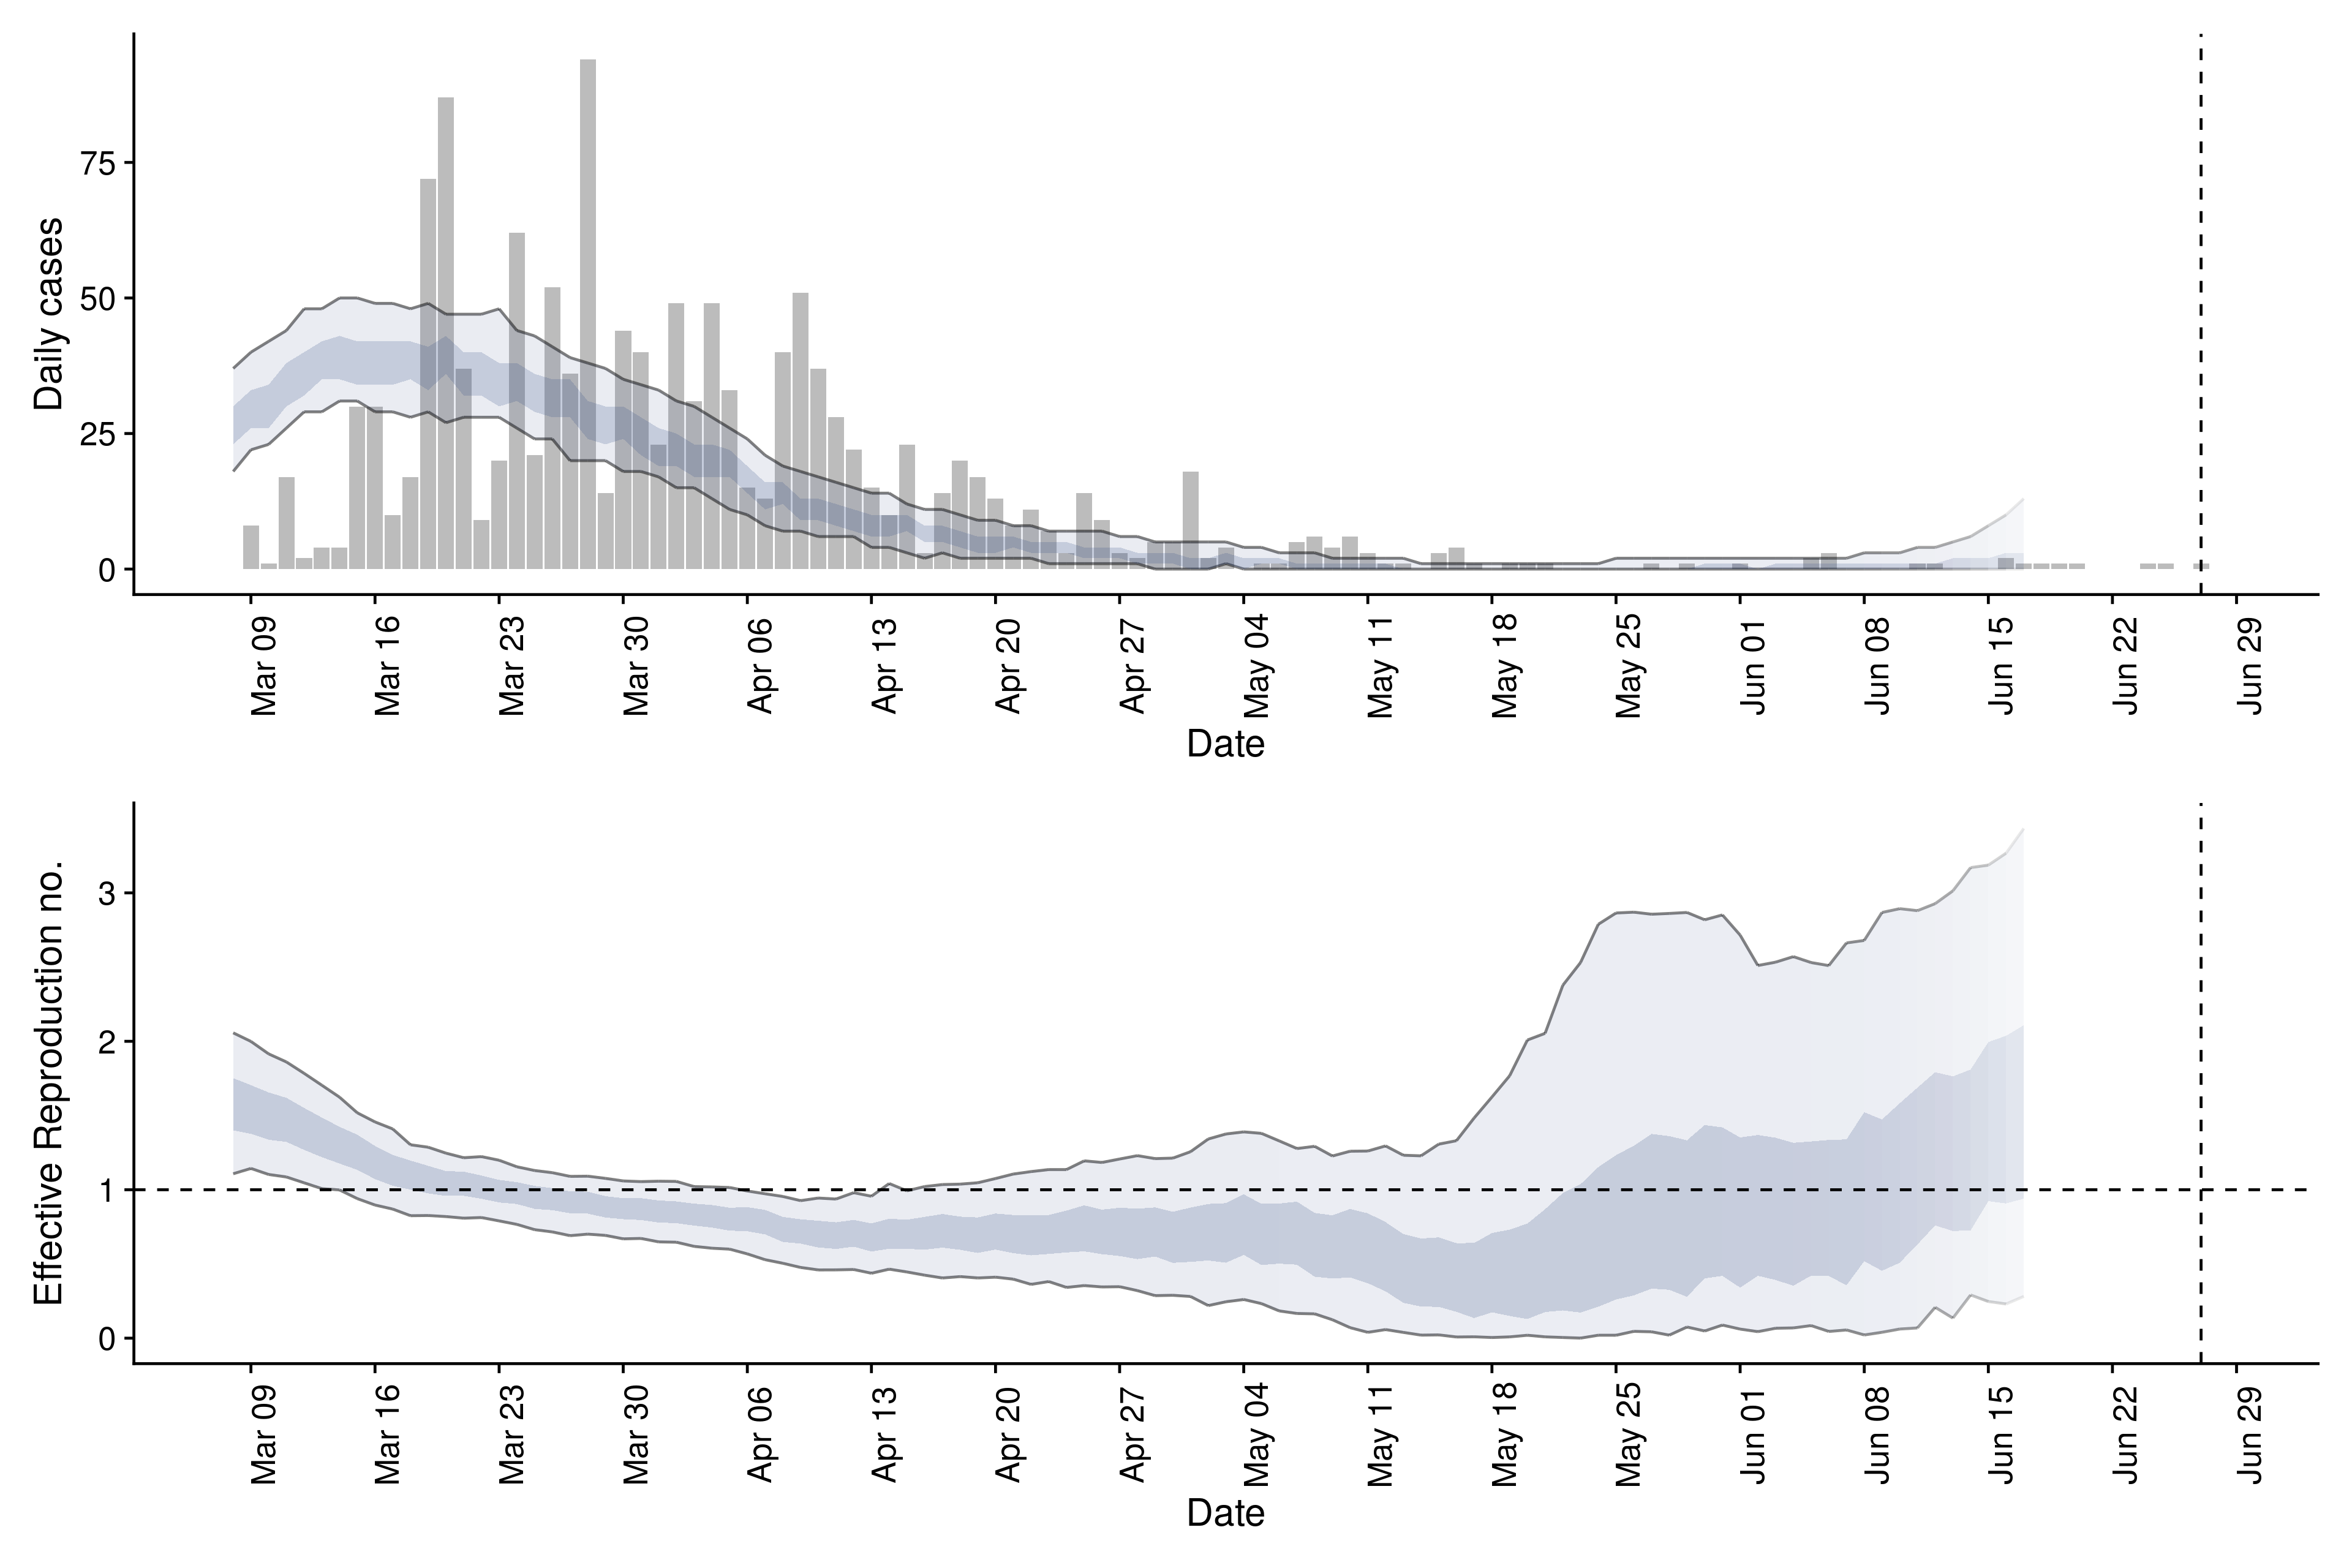 Daily cases
75
50
25
0
Mar 09
Mar 16
Mar 23
Mar 30
Apr 06
Apr 13
Apr 20
Apr 27
May 04
May 11
May 18
May 25
Jun 01
Jun 08
Jun 15
Jun 22
Jun 29
Date
Effective Reproduction no.
3
2
1
0
Mar 09
Mar 16
Mar 23
Mar 30
Apr 06
Apr 13
Apr 20
Apr 27
May 04
May 11
May 18
May 25
Jun 01
Jun 08
Jun 15
Jun 22
Jun 29
Date